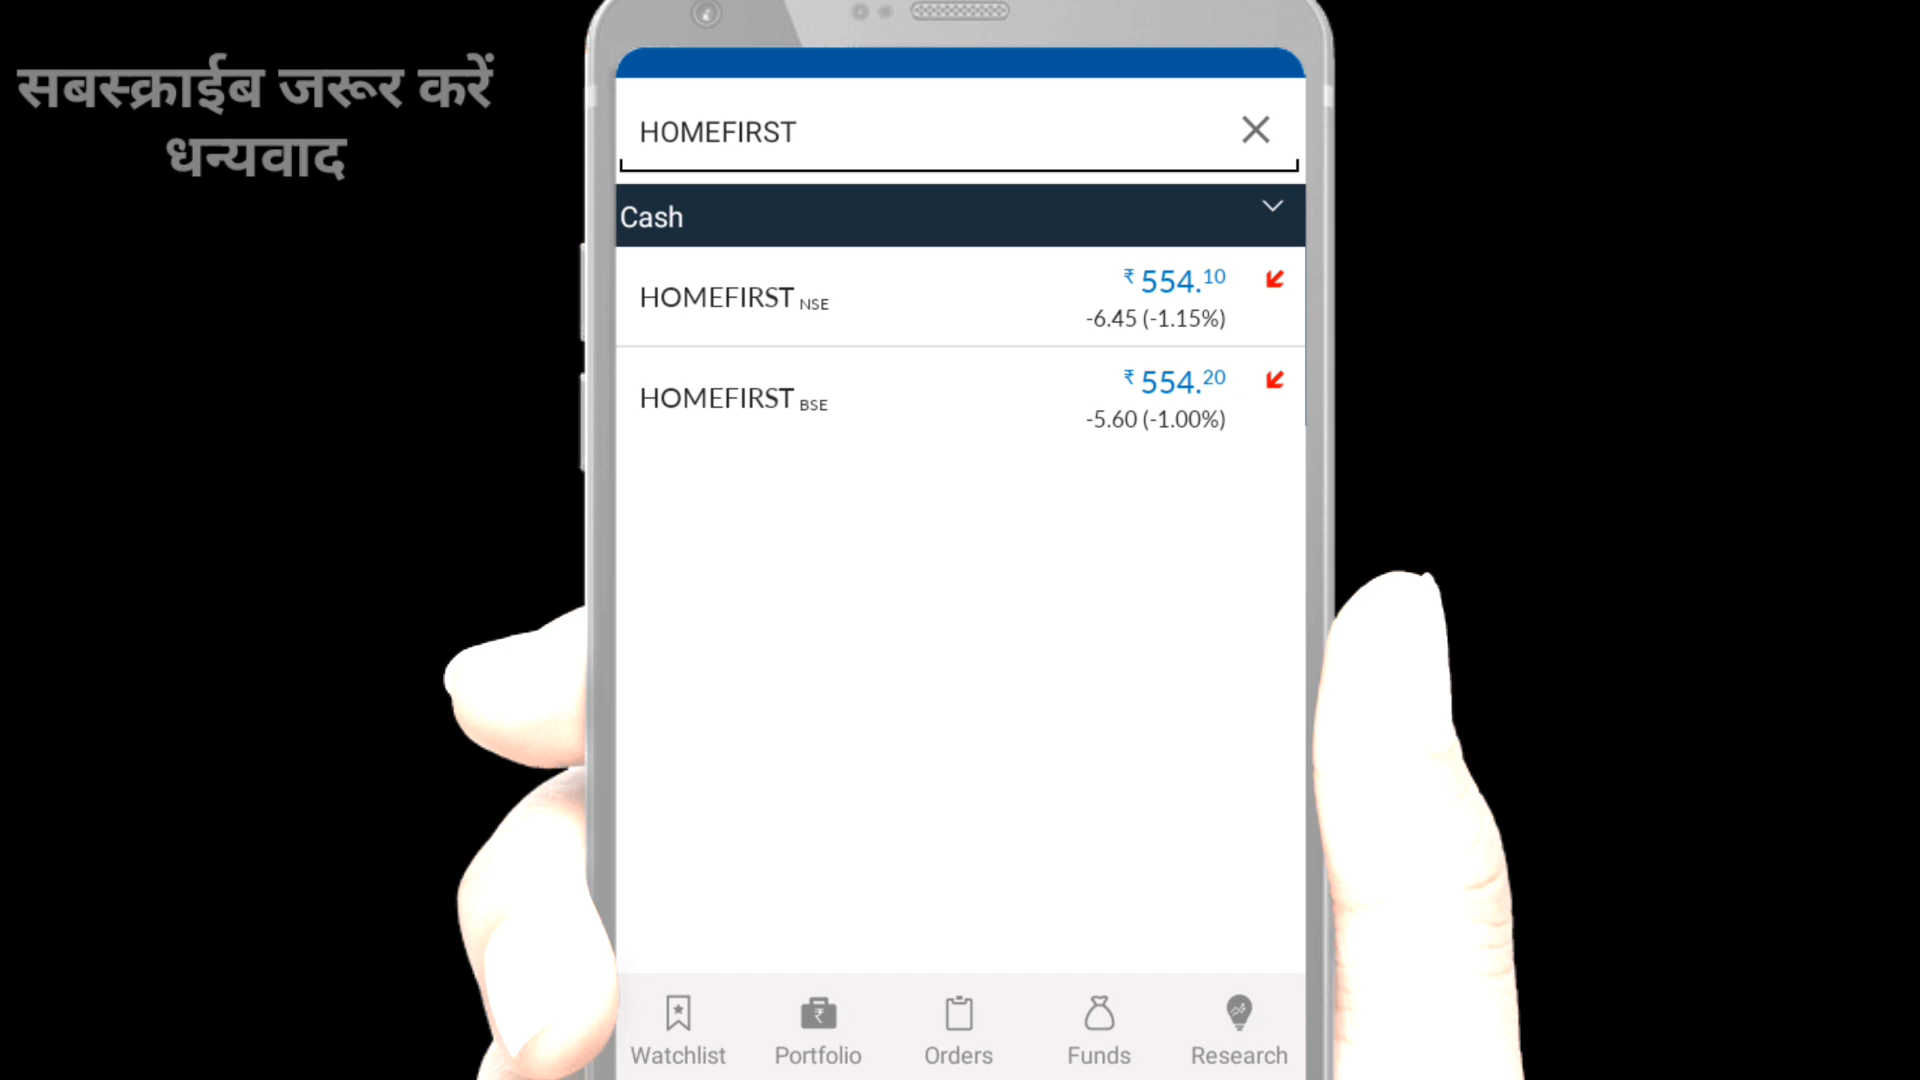 सबस्क्राईब जरूर करें
धन्यवाद
HOMEFIRST
Cash
HOMEFIRST NSE
₹ 554.10
-6.45 (-1.15%)
HOMEFIRST BSE
₹ 554.20
-5.60 (-1.00%)
Watchlist Portfolio Orders Funds Research